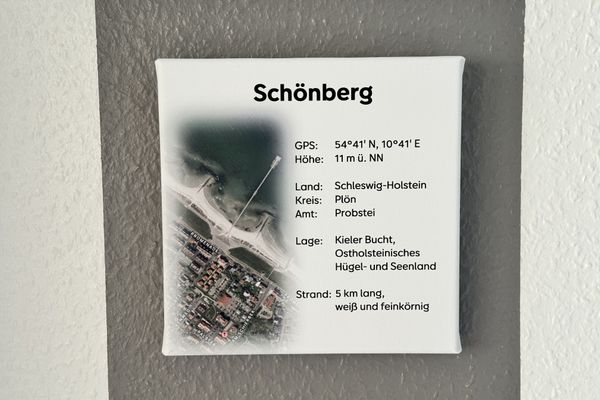 Schönberg
GPS: 54°41' N, 10°41' E
Höhe: 11 m ü. NN
Land: Schleswig-Holstein
Kreis: Plön
Amt: Probstei
Lage: Kieler Bucht,
Ostholsteinisches
Hügel- und Seenland
Strand: 5 km lang,
weiß und feinkörnig